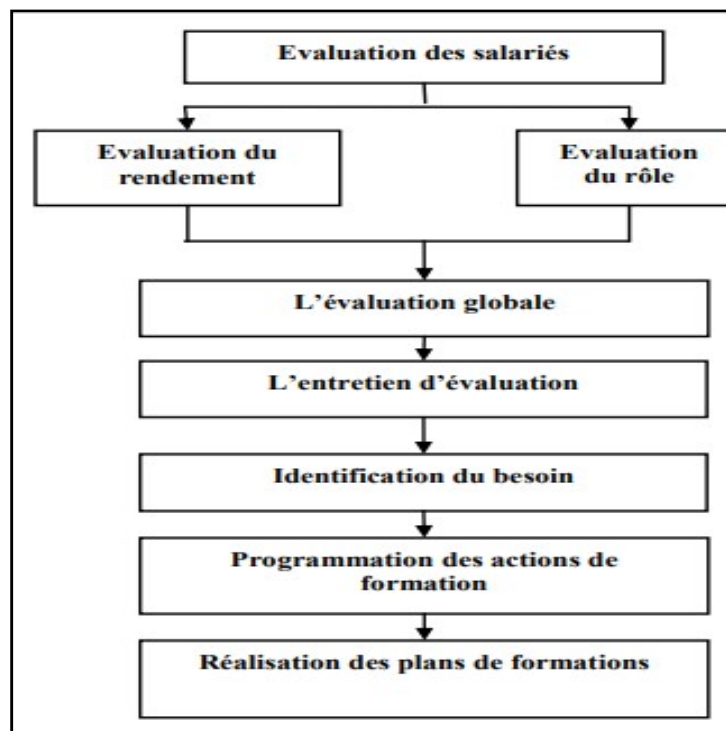 Evaluation des salariés
Evaluation du
rendement
Evaluation
du rôle
L’évaluation globale
L’entretien d’évaluation
Identification du besoin
Programmation des actions de
formation
Réalisation des plans de formations